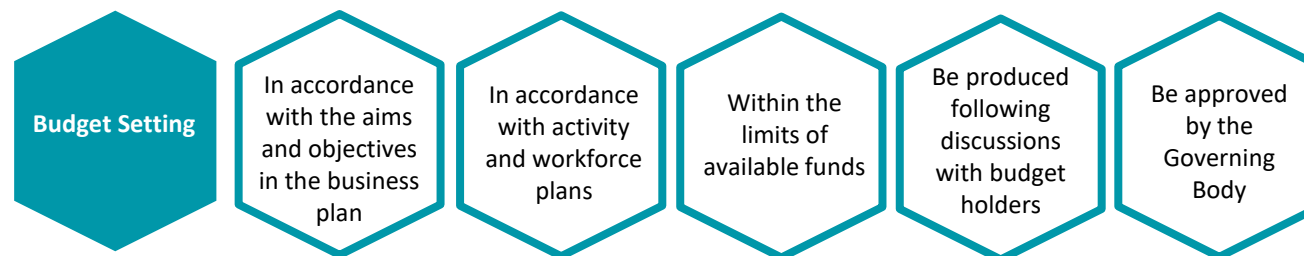 Budget Setting
In accordance
with the aims
and objectives
in the business
plan
In accordance
with activity
and workforce
plans
Within the
limits of
available funds
Be produced
following
discussions
with budget
holders
Be approved
by the
Governing
Body